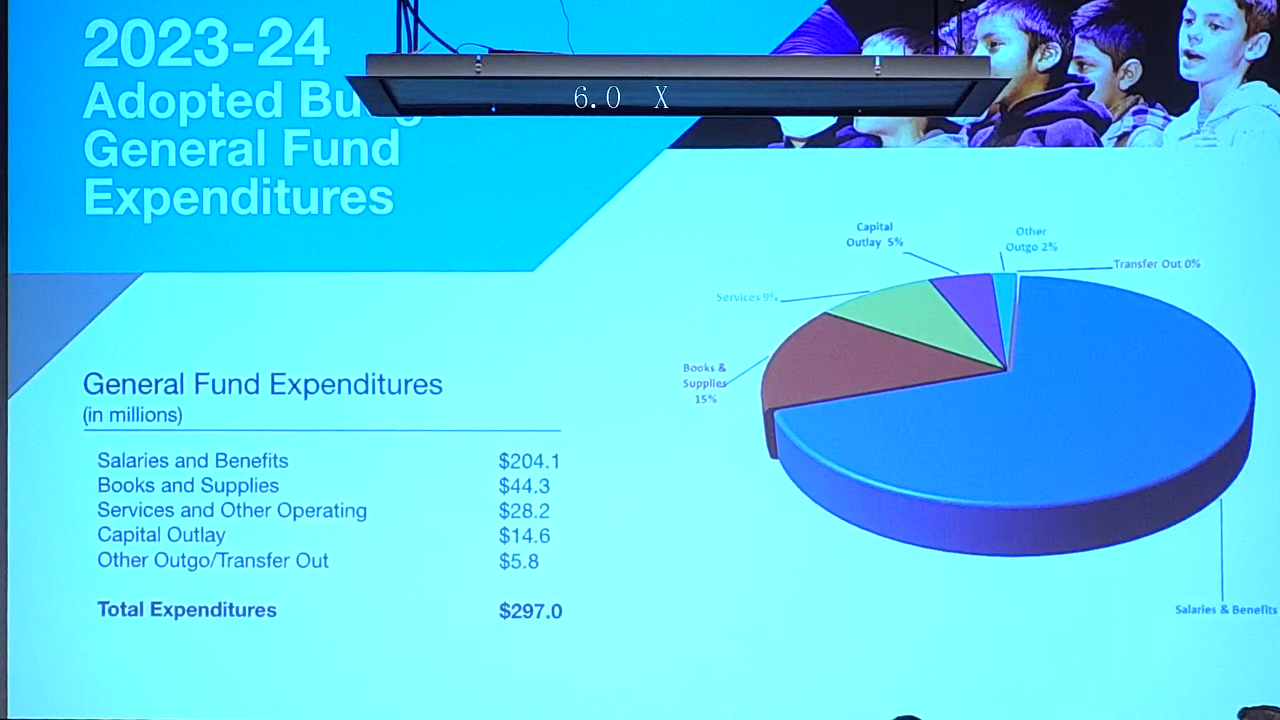 2023-24
Adopted
General Fund
Expenditures
6.0 X
Capital
Outlay 5%
Other
Outgo 2%
Transfer Out 0%
Services 9%
Books &
Supplies
15%
Salaries & Benefits
General Fund Expenditures
(in millions)
Salaries and Benefits $204.1
Books and Supplies $44.3
Services and Other Operating $28.2
Capital Outlay $14.6
Other Outgo/Transfer Out $5.8
Total Expenditures $297.0